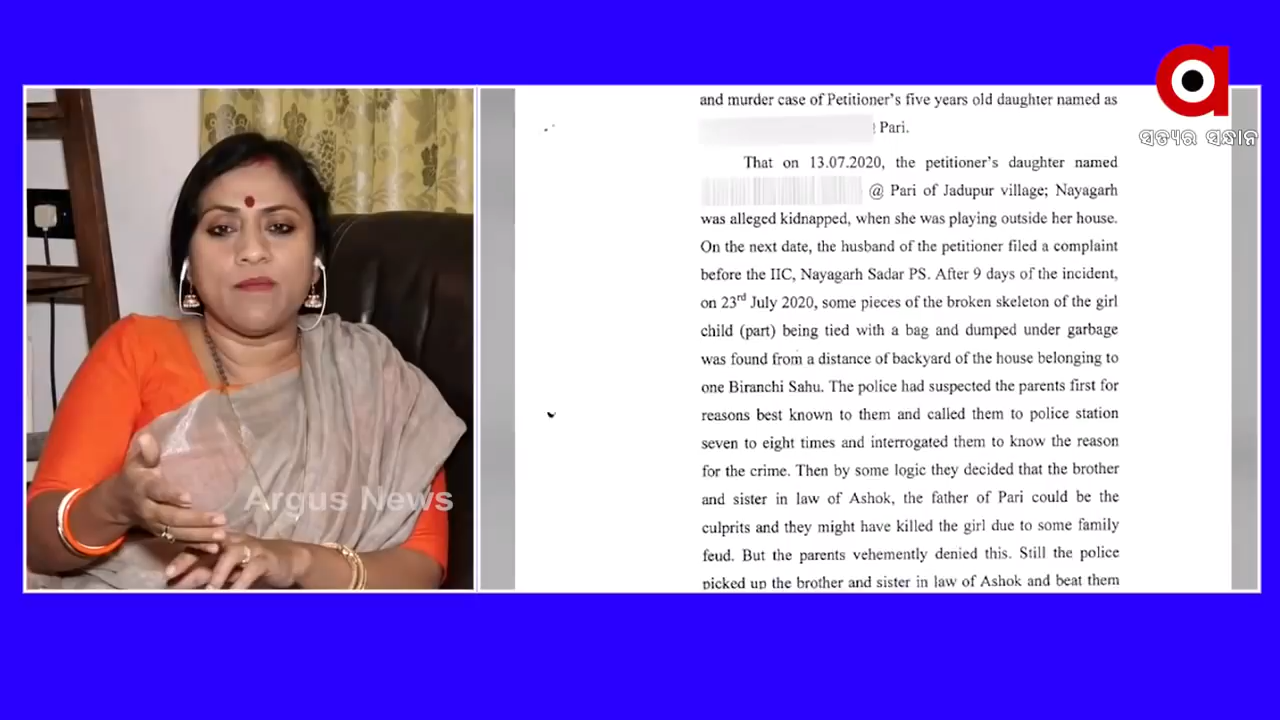 ସତ୍ୟର ସନ୍ଧାନ
and murder case of Petitioner's five years old daughter named as
Pari.
That on 13.07.2020, the petitioner's daughter named
@ Pari of Jadupur village; Nayagarh
was alleged kidnapped, when she was playing outside her house.
On the next date, the husband of the petitioner filed a complaint
before the IIC, Nayagarh Sadar PS. After 9 days of the incident,
on 23rd July 2020, some pieces of the broken skeleton of the girl
child (part) being tied with a bag and dumped under garbage
was found from a distance of backyard of the house belonging to
one Biranchi Sahu. The police had suspected the parents first for
reasons best known to them and called them to police station
seven to eight times and interrogated them to know the reason
for the crime. Then by some logic they decided that the brother
and sister in law of Ashok, the father of Pari could be the
culprits and they might have killed the girl due to some family
feud. But the parents vehemently denied this. Still the police
picked up the brother and sister in law of Ashok and beat them
Argus News